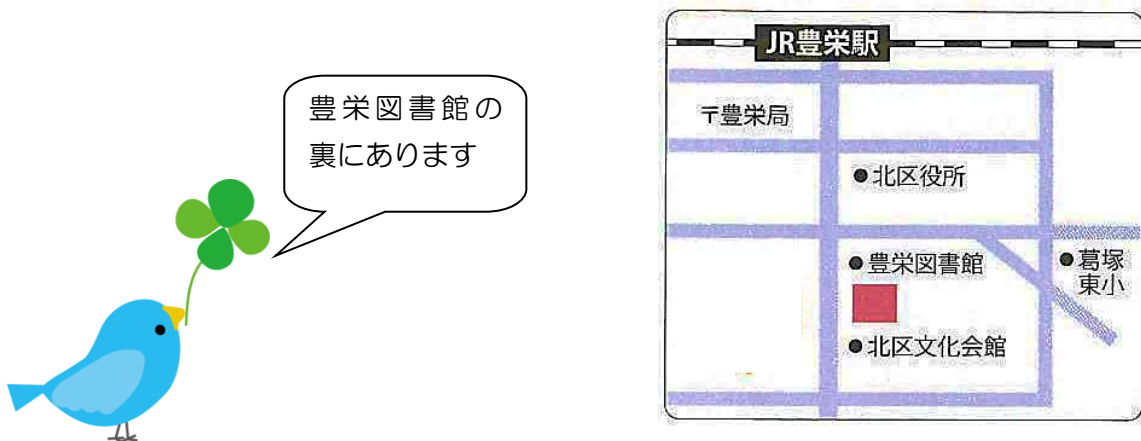 豊栄図書館の
裏にあります
JR豊栄駅
〒豊栄局
●北区役所
●豊栄図書館
●葛塚
東小
●北区文化会館